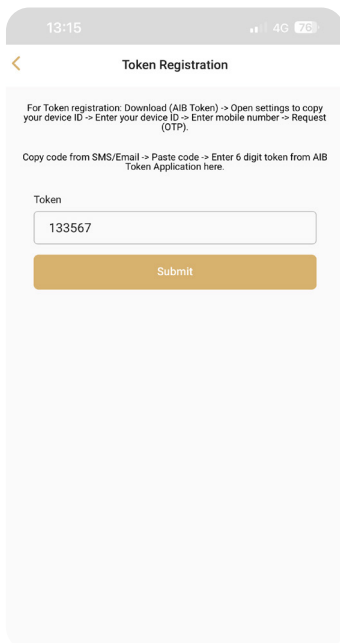 13:15
4G 76
Token Registration
For Token registration: Download (AIB Token) -> Open settings to copy
your device ID -> Enter your device ID -> Enter mobile number -> Request
(OTP).
Copy code from SMS/Email -> Paste code -> Enter 6 digit token from AIB
Token Application here.
Token
133567
Submit